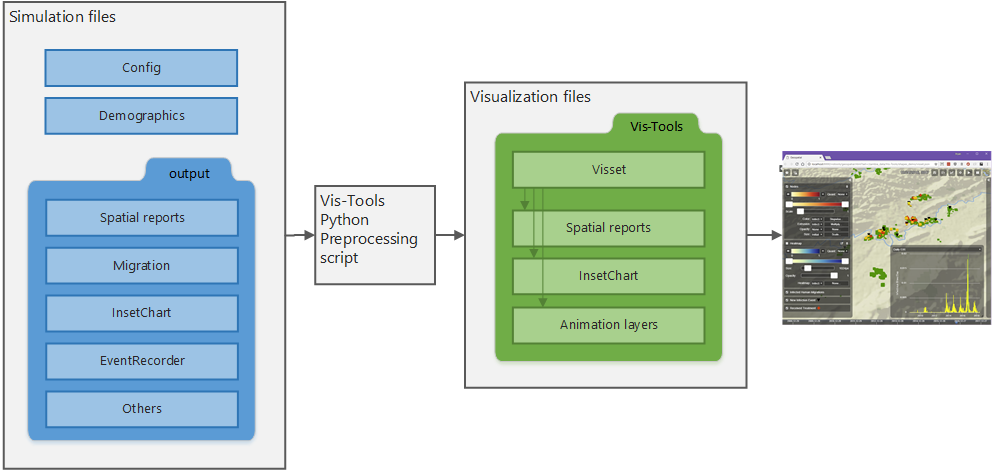 Simulation files
Config
Demographics
output
Spatial reports
Migration
InsetChart
EventRecorder
Others
Vis-Tools
Python
Preprocessing
script
Visualization files
Vis-Tools
Visset
Spatial reports
InsetChart
Animation layers